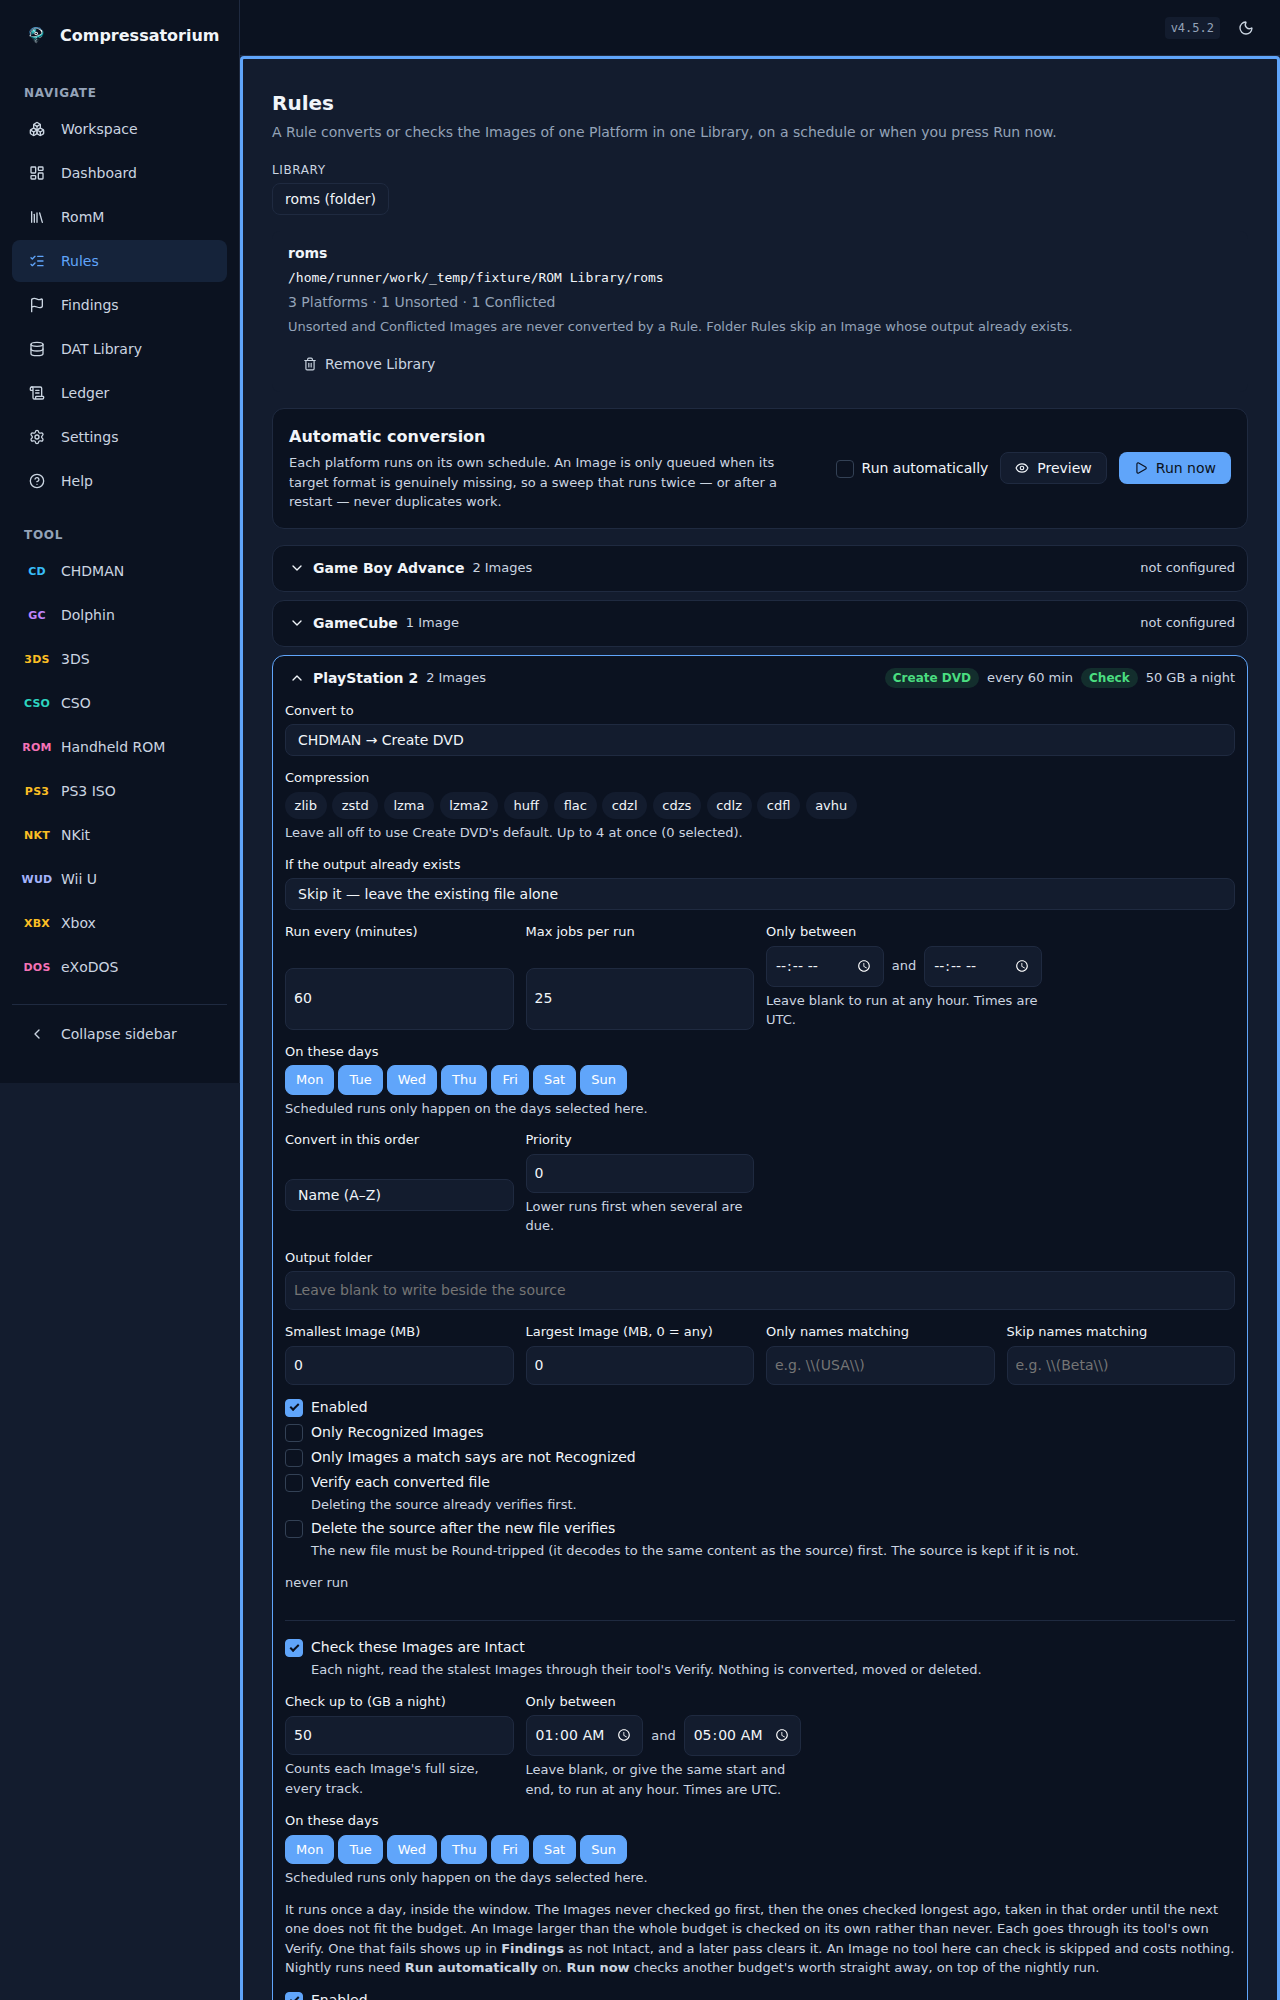 Compressatorium
v4.5.2
NAVIGATE
Workspace
Dashboard
RomM
Rules
Findings
DAT Library
Ledger
Settings
Help
TOOL
CD CHDMAN
GC Dolphin
3DS 3DS
CSO CSO
ROM Handheld ROM
PS3 PS3 ISO
NKT NKit
WUD Wii U
XBX Xbox
DOS eXoDOS
Collapse sidebar
Rules
A Rule converts or checks the Images of one Platform in one Library, on a schedule or when you press Run now.
LIBRARY
roms (folder)
roms
/home/runner/work/_temp/fixture/ROM Library/roms
3 Platforms · 1 Unsorted · 1 Conflicted
Unsorted and Conflicted Images are never converted by a Rule. Folder Rules skip an Image whose output already exists.
Remove Library
Automatic conversion
Each platform runs on its own schedule. An Image is only queued when its
target format is genuinely missing, so a sweep that runs twice — or after a
restart — never duplicates work.
Run automatically
Preview
Run now
Game Boy Advance 2 Images not configured
GameCube 1 Image not configured
PlayStation 2 2 Images Create DVD every 60 min Check 50 GB a night
Convert to
CHDMAN → Create DVD
Compression
zlib zstd lzma lzma2 huff flac cdzl cdzs cdlz cdfl avhu
Leave all off to use Create DVD's default. Up to 4 at once (0 selected).
If the output already exists
Skip it — leave the existing file alone
Run every (minutes) Max jobs per run Only between
60 25 --:-- -- and --:-- --
Leave blank to run at any hour. Times are
UTC.
On these days
Mon Tue Wed Thu Fri Sat Sun
Scheduled runs only happen on the days selected here.
Convert in this order Priority
Name (A–Z) 0
Lower runs first when several are
due.
Output folder
Leave blank to write beside the source
Smallest Image (MB) Largest Image (MB, 0 = any) Only names matching Skip names matching
0 0 e.g. \\(USA\\) e.g. \\(Beta\\)
Enabled
Only Recognized Images
Only Images a match says are not Recognized
Verify each converted file
Deleting the source already verifies first.
Delete the source after the new file verifies
The new file must be Round-tripped (it decodes to the same content as the source) first. The source is kept if it is not.
never run
Check these Images are Intact
Each night, read the stalest Images through their tool's Verify. Nothing is converted, moved or deleted.
Check up to (GB a night) Only between
50 01:00 AM and 05:00 AM
Counts each Image's full size,
every track.
Leave blank, or give the same start and
end, to run at any hour. Times are UTC.
On these days
Mon Tue Wed Thu Fri Sat Sun
Scheduled runs only happen on the days selected here.
It runs once a day, inside the window. The Images never checked go first, then the ones checked longest ago, taken in that order until the next
one does not fit the budget. An Image larger than the whole budget is checked on its own rather than never. Each goes through its tool's own
Verify. One that fails shows up in Findings as not Intact, and a later pass clears it. An Image no tool here can check is skipped and costs nothing.
Nightly runs need Run automatically on. Run now checks another budget's worth straight away, on top of the nightly run.
Enabled